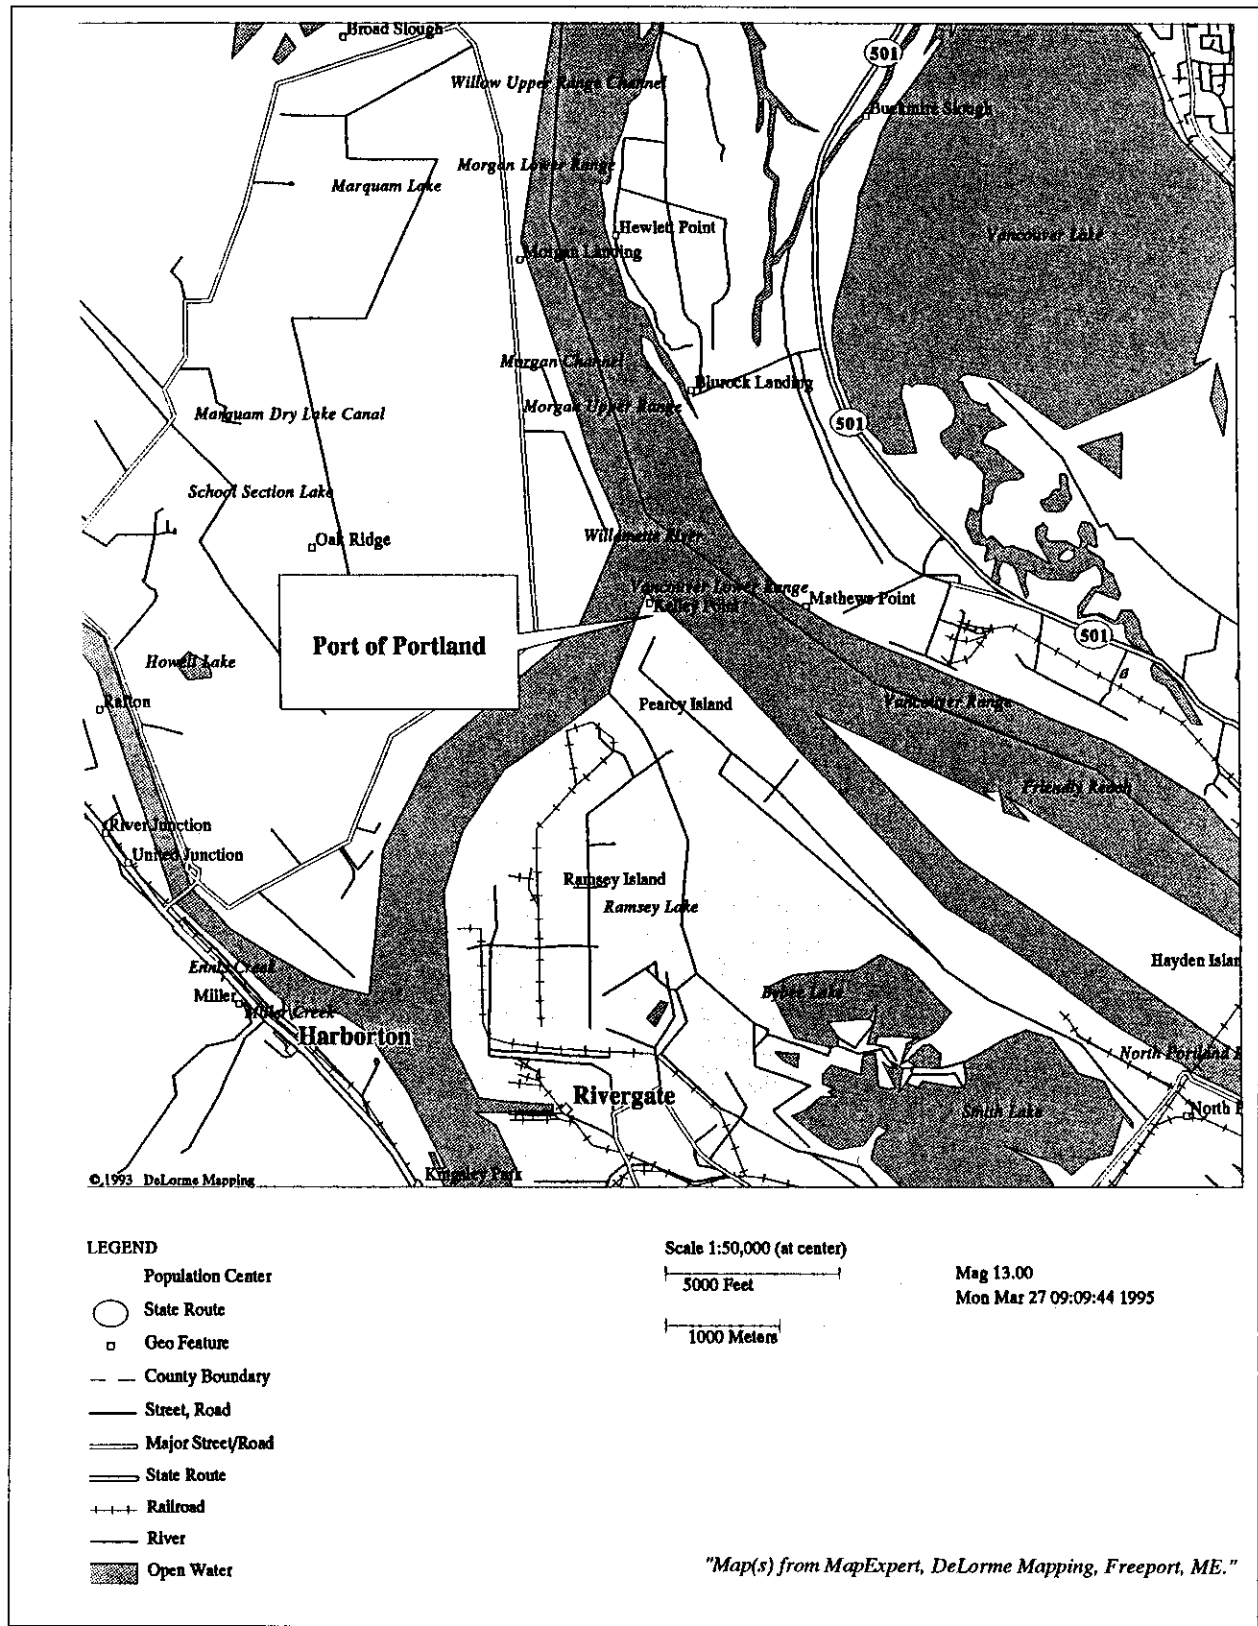 Broad Slough
501
Willow Upper Range Channel
Buckmire Slough
Morgan Lower Range
Marquam Lake
Hewlett Point
Vancouver Lake
Morgan Landing
Morgan Channel
Blurock Landing
Morgan Upper Range
Marquam Dry Lake Canal
501
School Section Lake
Willamette River
Oak Ridge
Vancouver Lower Range
Kelley Point
Mathews Point
Port of Portland
501
Howell Lake
Rafton
Pearcy Island
Vancouver Range
Friendly Reach
River Junction
United Junction
Ramsey Island
Ramsey Lake
Hayden Islan
Ennis Creek
Miller
Miller Creek
Bybee Lake
Harborton
North Portland
Rivergate
Smith Lake
North P
Kingsley Park
© 1993 DeLorme Mapping
LEGEND
Population Center
State Route
Geo Feature
County Boundary
Street, Road
Major Street/Road
State Route
Railroad
River
Open Water
Scale 1:50,000 (at center)
5000 Feet
1000 Meters
Mag 13.00
Mon Mar 27 09:09:44 1995
"Map(s) from MapExpert, DeLorme Mapping, Freeport, ME."